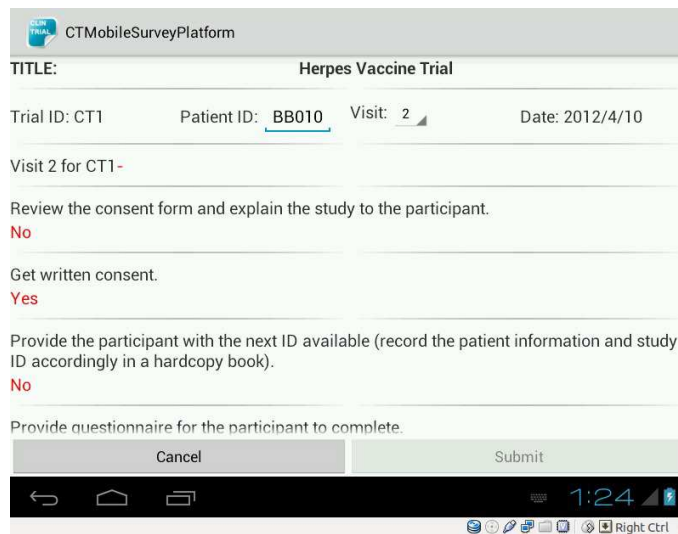 CLIN
TRIAL
CTMobileSurveyPlatform
TITLE: Herpes Vaccine Trial
Trial ID: CT1 Patient ID: BB010 Visit: 2 Date: 2012/4/10
Visit 2 for CT1-
Review the consent form and explain the study to the participant.
No
Get written consent.
Yes
Provide the participant with the next ID available (record the patient information and study
ID accordingly in a hardcopy book).
No
Provide questionnaire for the participant to complete.
Cancel Submit
1:24
Right Ctrl